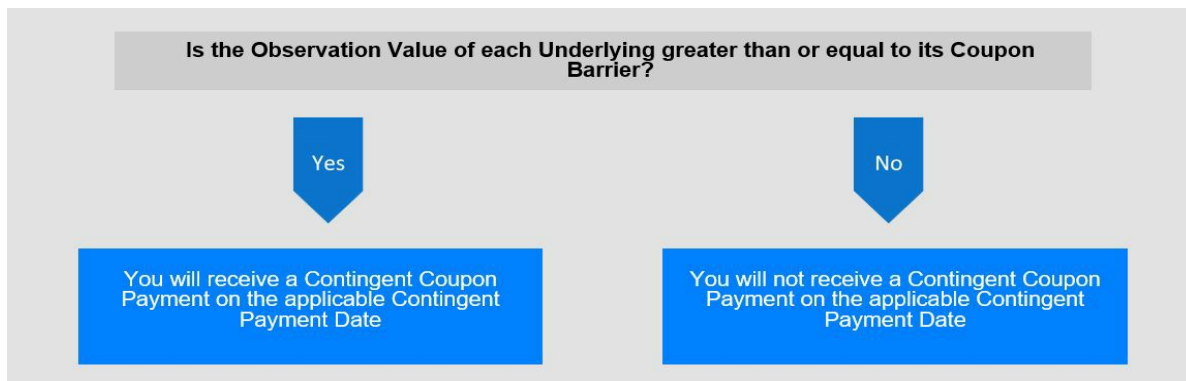 Is the Observation Value of each Underlying greater than or equal to its Coupon
Barrier?
Yes
No
You will receive a Contingent Coupon
Payment on the applicable Contingent
Payment Date
You will not receive a Contingent Coupon
Payment on the applicable Contingent
Payment Date